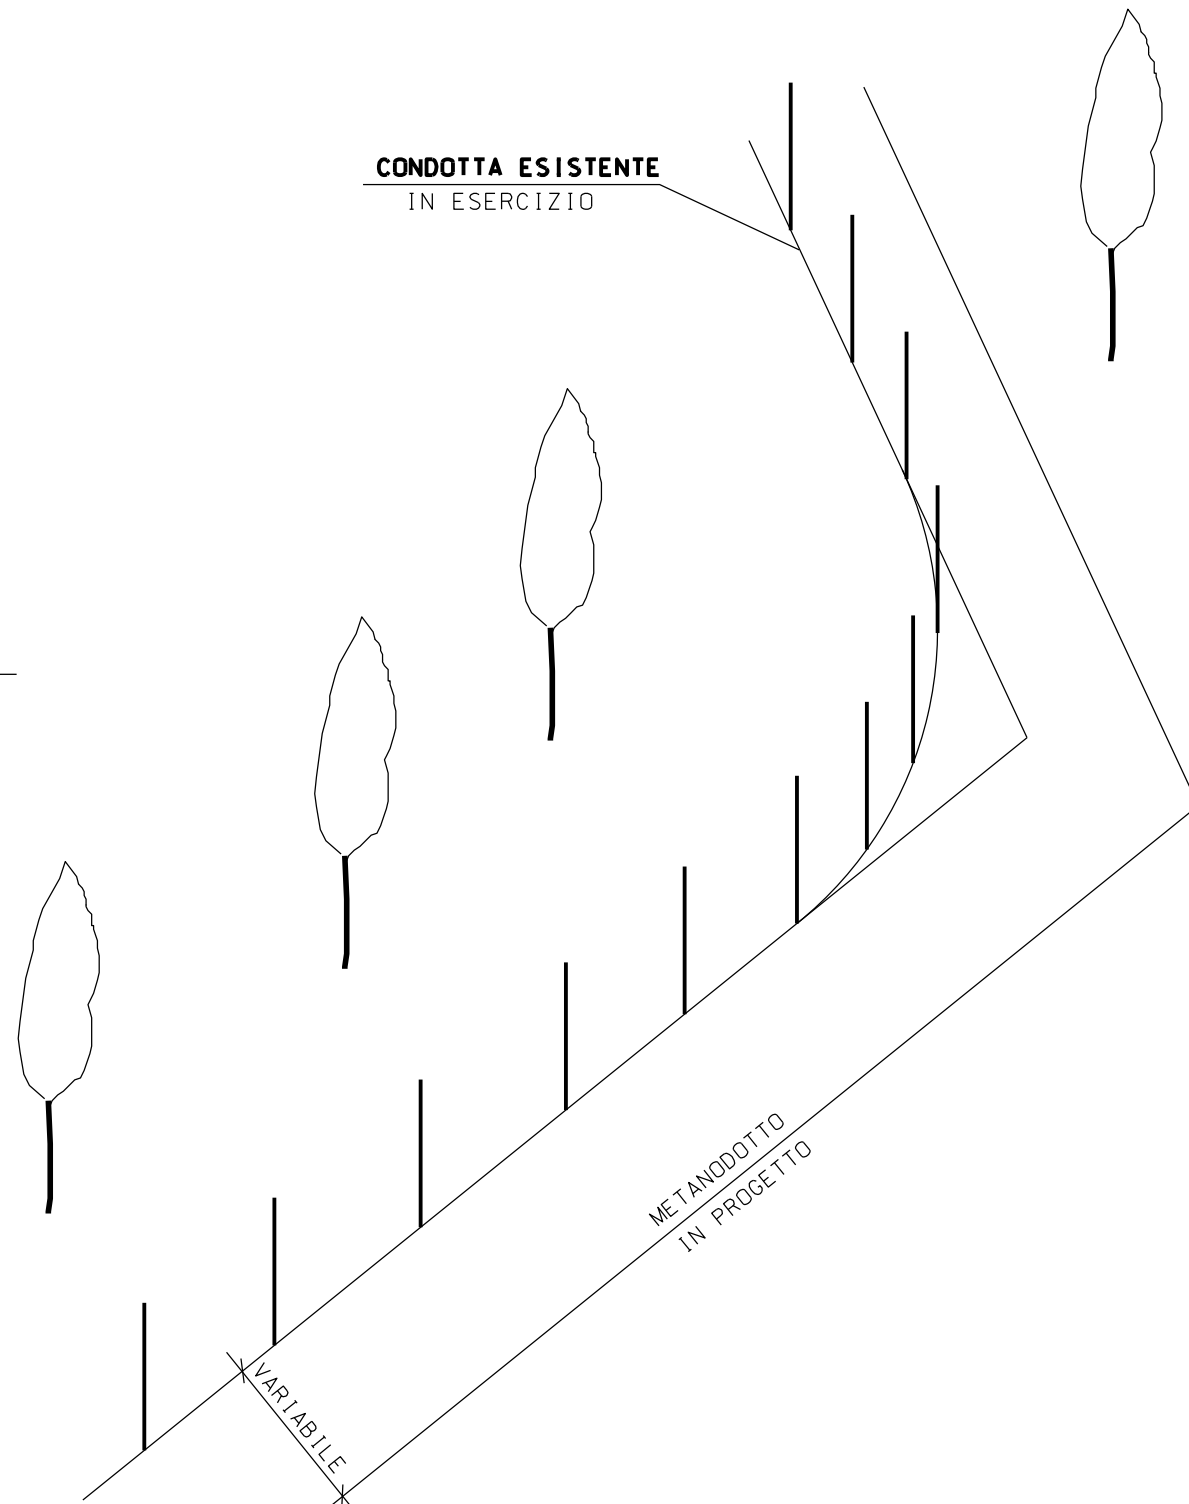 CONDOTTA ESISTENTE
IN ESERCIZIO
METANODOTTO
IN PROGETTO
VARIABILE